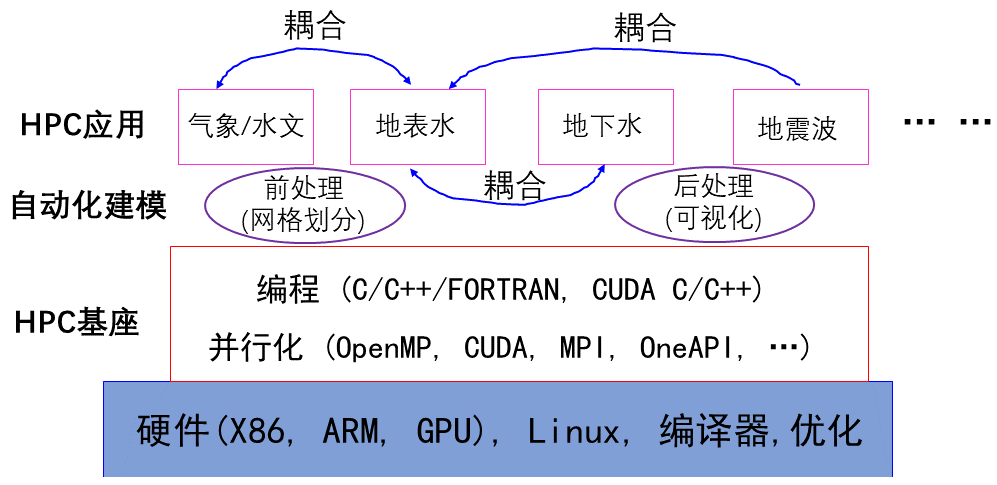 耦合
耦合
HPC应用
气象/水文
地表水
地下水
地震波
… …
自动化建模
前处理
(网格划分)
耦合
后处理
(可视化)
HPC基座
编程 (C/C++/FORTRAN, CUDA C/C++)
并行化 (OpenMP, CUDA, MPI, OneAPI, …)
硬件(X86, ARM, GPU), Linux, 编译器,优化